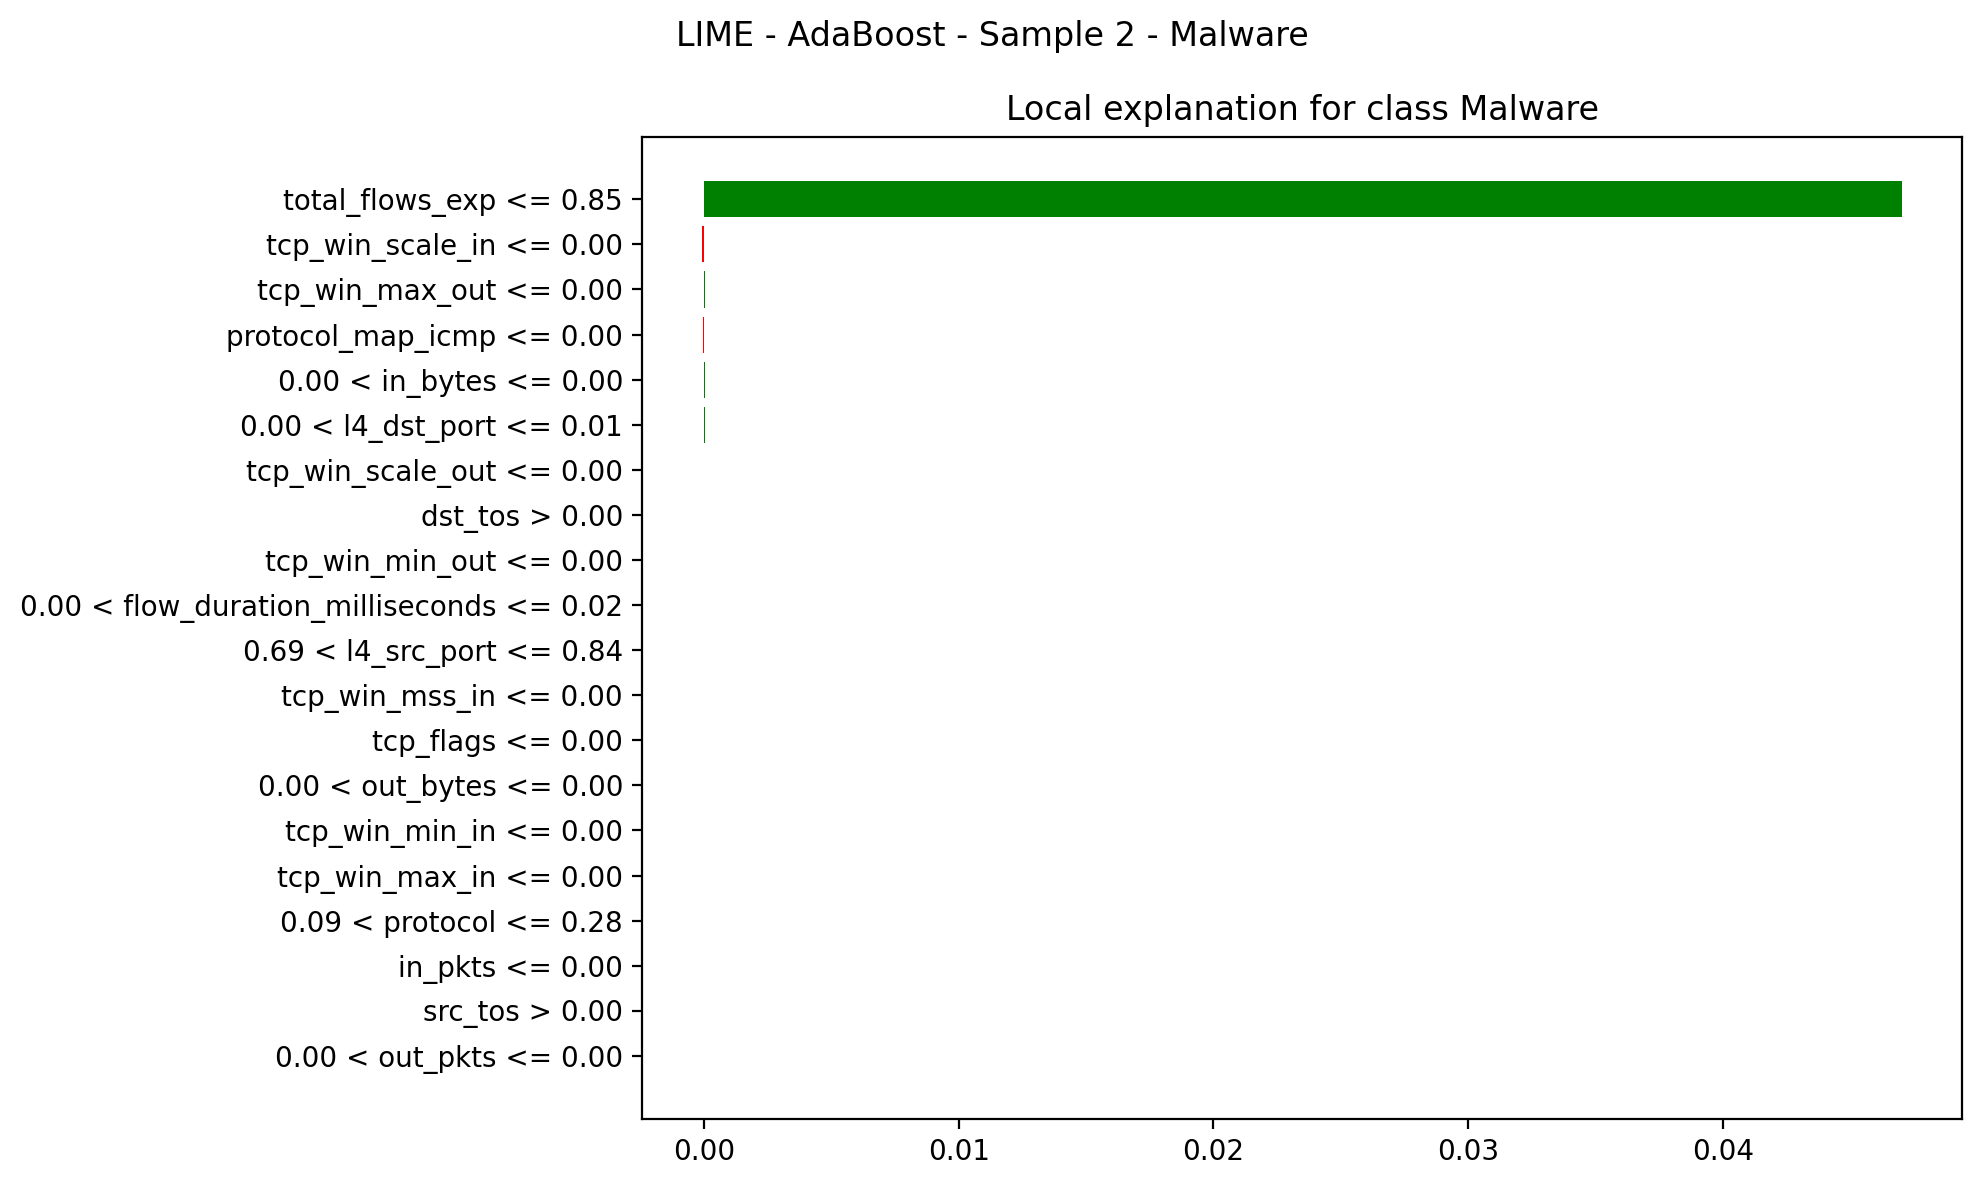 LIME - AdaBoost - Sample 2 - Malware
Local explanation for class Malware
total_flows_exp <= 0.85
tcp_win_scale_in <= 0.00
tcp_win_max_out <= 0.00
protocol_map_icmp <= 0.00
0.00 < in_bytes <= 0.00
0.00 < l4_dst_port <= 0.01
tcp_win_scale_out <= 0.00
dst_tos > 0.00
tcp_win_min_out <= 0.00
0.00 < flow_duration_milliseconds <= 0.02
0.69 < l4_src_port <= 0.84
tcp_win_mss_in <= 0.00
tcp_flags <= 0.00
0.00 < out_bytes <= 0.00
tcp_win_min_in <= 0.00
tcp_win_max_in <= 0.00
0.09 < protocol <= 0.28
in_pkts <= 0.00
src_tos > 0.00
0.00 < out_pkts <= 0.00
0.00 0.01 0.02 0.03 0.04